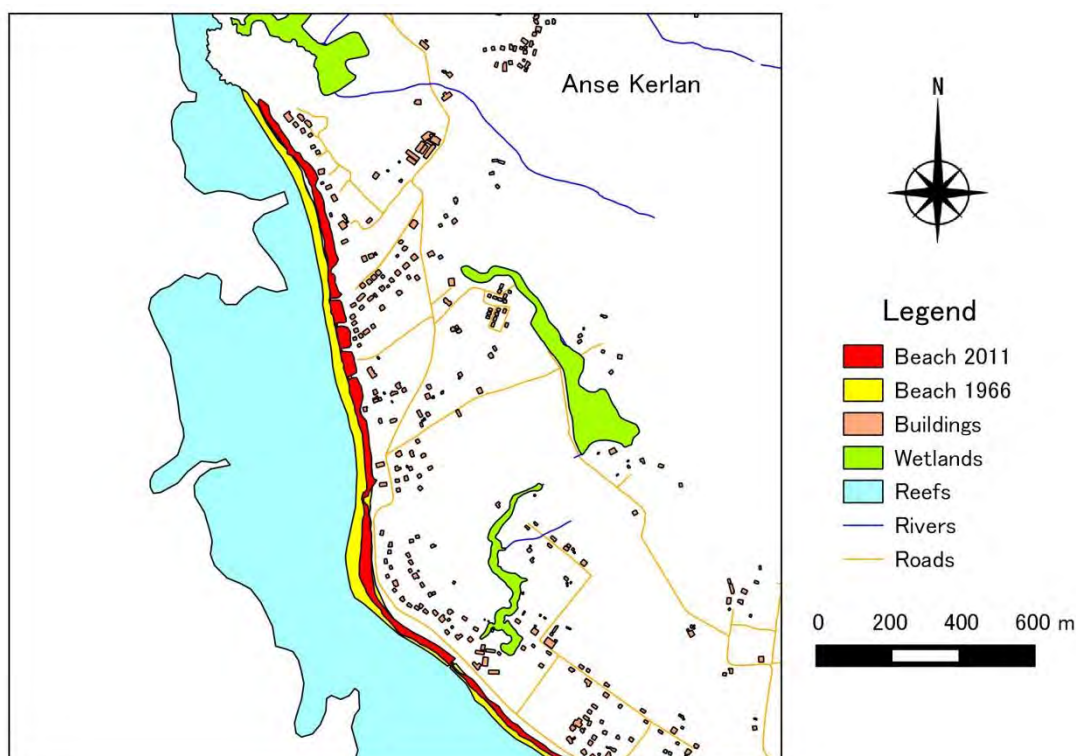 Anse Kerlan
N
Legend
Beach 2011
Beach 1966
Buildings
Wetlands
Reefs
Rivers
Roads
0 200 400 600 m